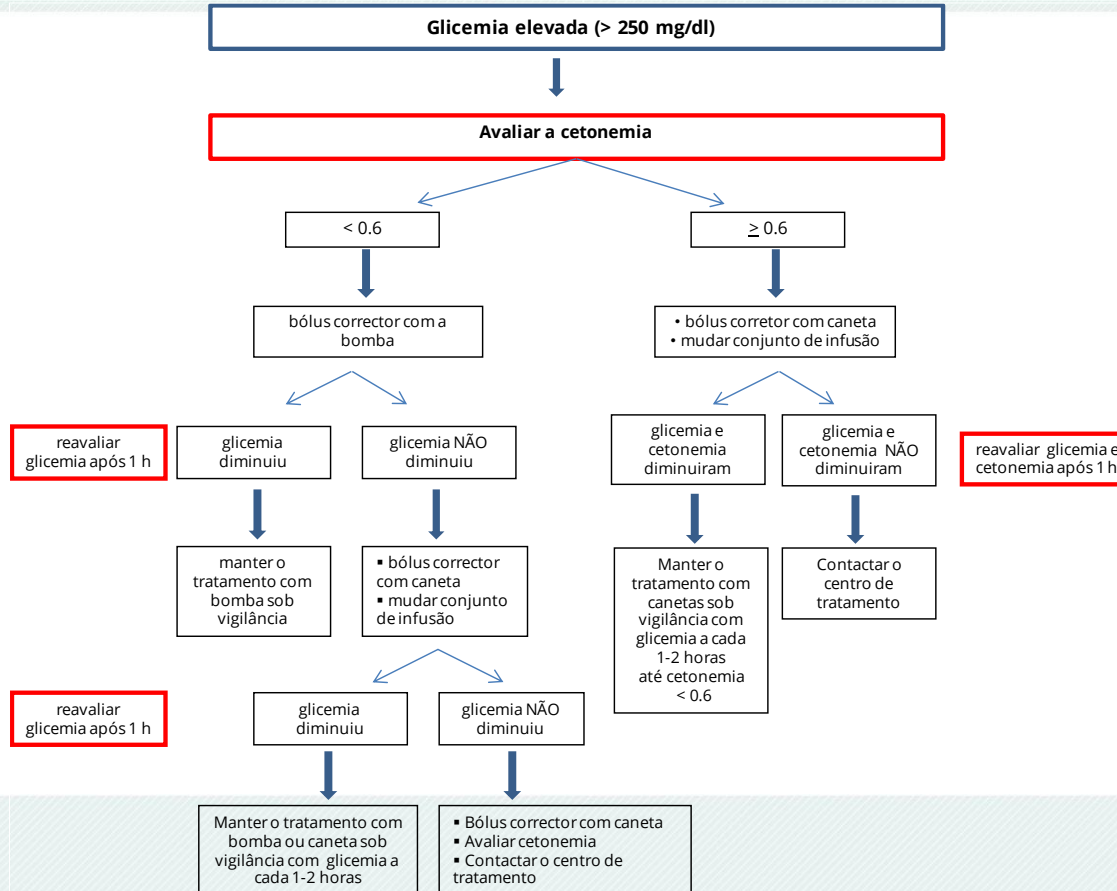 Glicemia elevada (> 250 mg/dl)
Avaliar a cetonemia
< 0.6
≥ 0.6
bólus corrector com a
bomba
• bólus corretor com caneta
• mudar conjunto de infusão
reavaliar
glicemia após 1 h
glicemia
diminuiu
glicemia NÃO
diminuiu
glicemia e
cetonemia
diminuiram
glicemia e
cetonemia NÃO
diminuiram
reavaliar glicemia e
cetonemia após 1 h
manter o
tratamento com
bomba sob
vigilância
▪ bólus corrector
com caneta
▪ mudar conjunto
de infusão
Manter o
tratamento com
canetas sob
vigilância com
glicemia a cada
1-2 horas
até cetonemia
< 0.6
Contactar o
centro de
tratamento
reavaliar
glicemia após 1 h
glicemia
diminuiu
glicemia NÃO
diminuiu
Manter o tratamento com
bomba ou caneta sob
vigilância com glicemia a
cada 1-2 horas
▪ Bólus corrector com caneta
▪ Avaliar cetonemia
▪ Contactar o centro de
tratamento